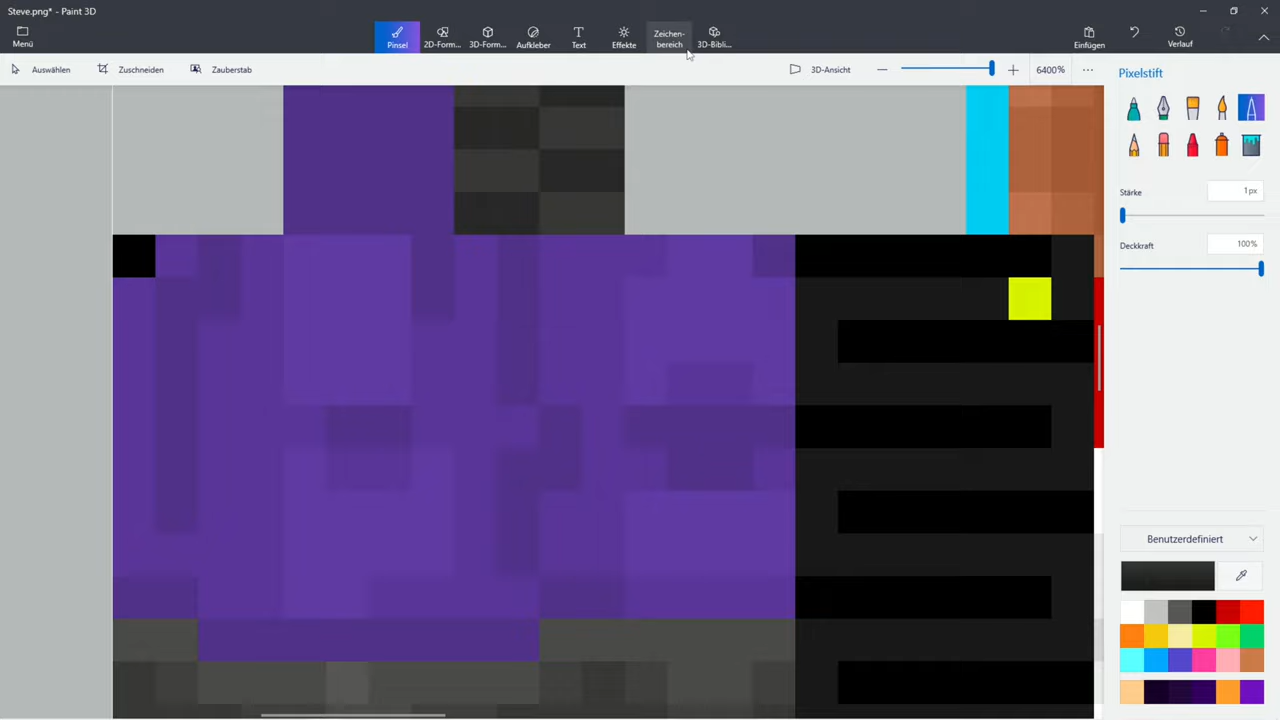 Steve.png* - Paint 3D
Menü
Pinsel
2D-Form...
3D-Form...
Aufkleber
Text
Effekte
Zeichen-
bereich
3D-Bibli...
Einfügen
Verlauf
Auswählen
Zuschneiden
Zauberstab
3D-Ansicht
6400%
Pixelstift
Stärke
1px
Deckkraft
100%
Benutzerdefiniert